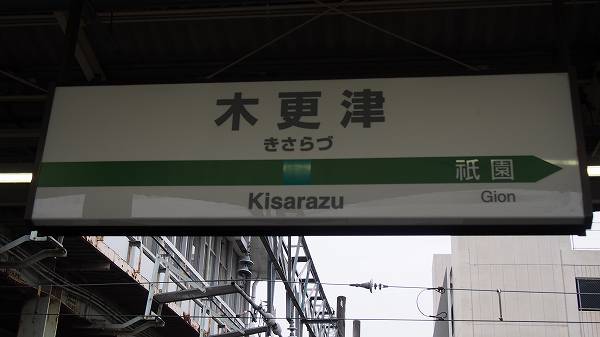 木更津
きさらづ
祇園
Kisarazu
Gion